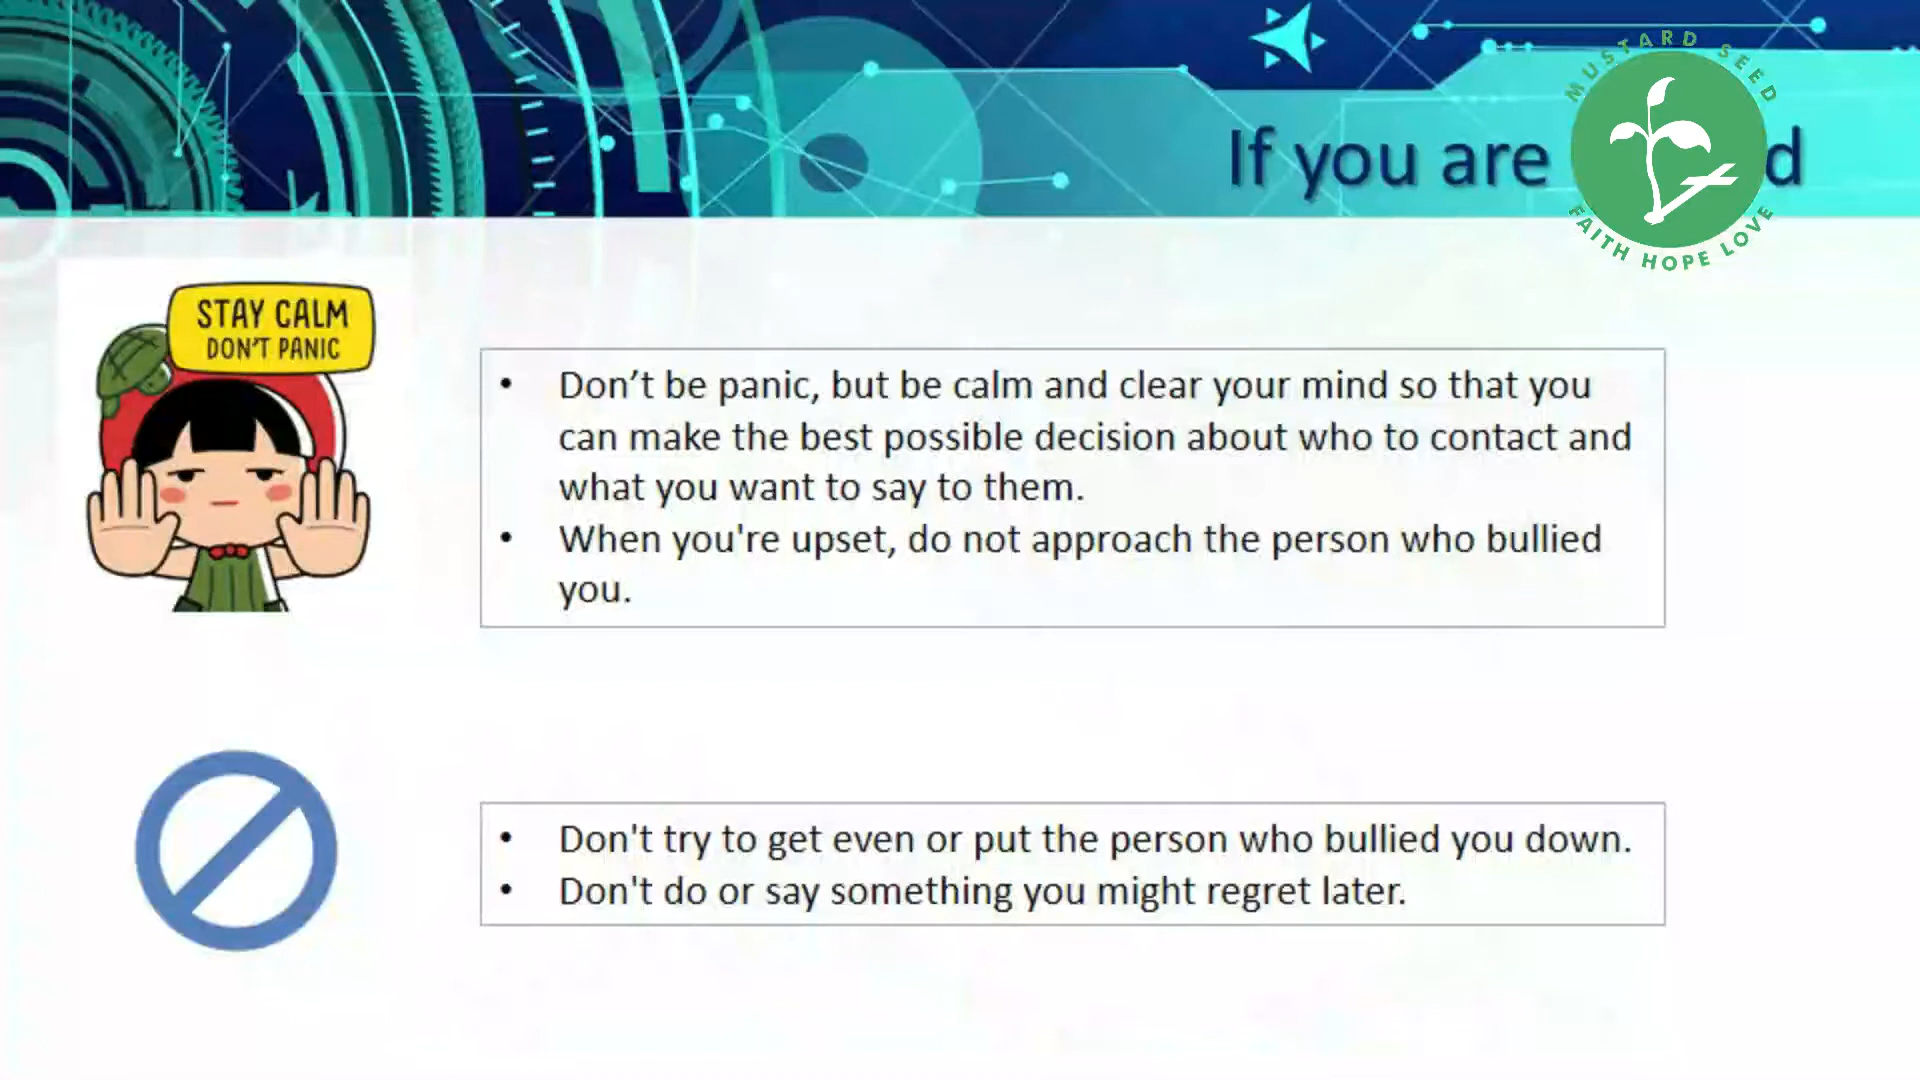 MUSTARD SEED
If you are
FAITH HOPE LOVE
STAY CALM
DON'T PANIC
• Don’t be panic, but be calm and clear your mind so that you
can make the best possible decision about who to contact and
what you want to say to them.
• When you're upset, do not approach the person who bullied
you.
• Don't try to get even or put the person who bullied you down.
• Don't do or say something you might regret later.